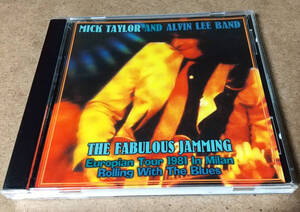 MICK TAYLOR AND ALVIN LEE BAND
THE FABULOUS JAMMING
Europian Tour 1981 In Milan
Rolling With The Blues